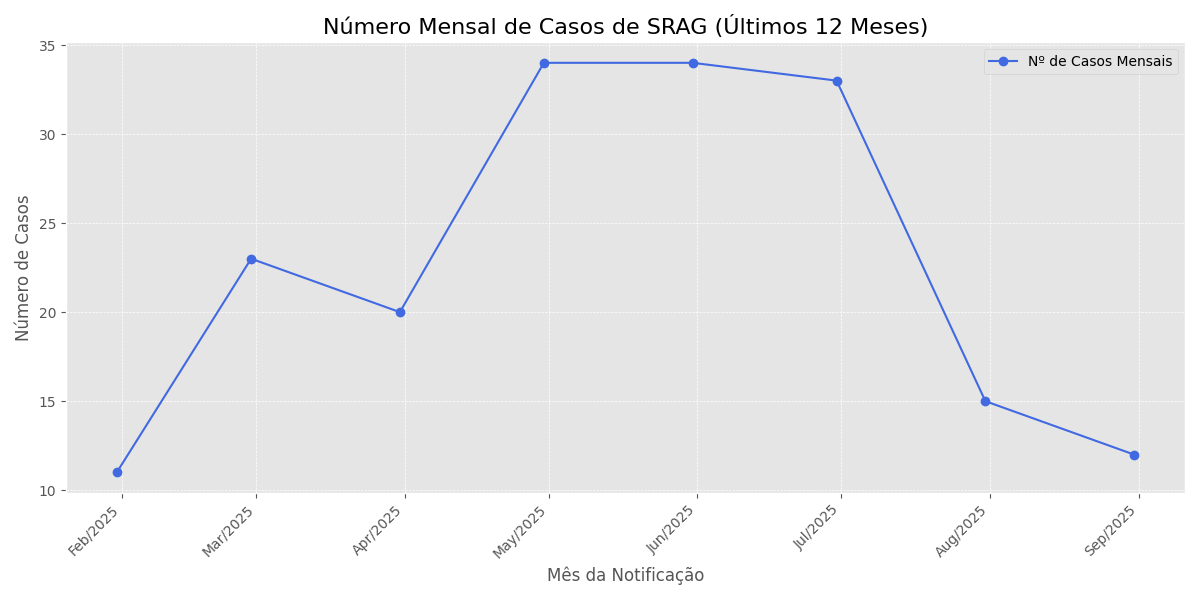 Número Mensal de Casos de SRAG (Últimos 12 Meses)
Nº de Casos Mensais
Número de Casos
35
30
25
20
15
10
Feb/2025
Mar/2025
Apr/2025
May/2025
Jun/2025
Jul/2025
Aug/2025
Sep/2025
Mês da Notificação